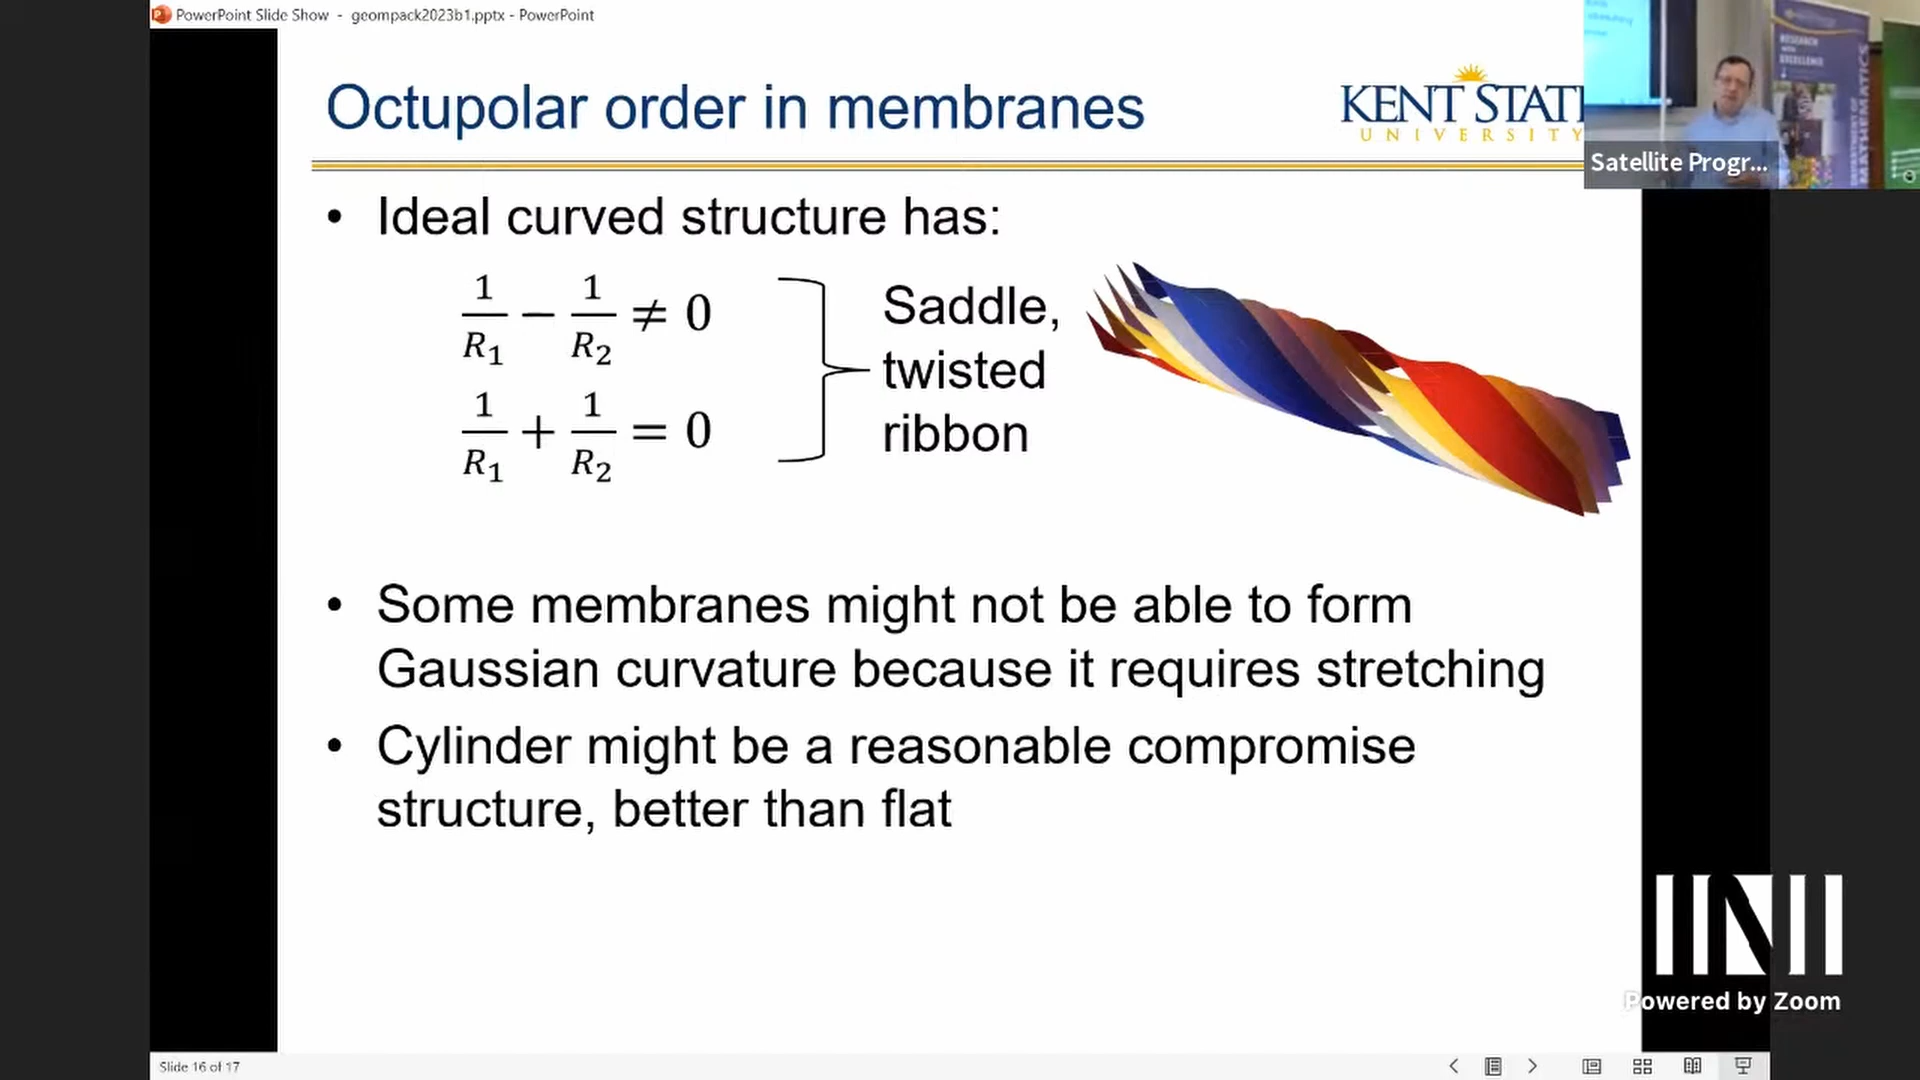 PowerPoint Slide Show - geompack2023b1.pptx - PowerPoint
Octupolar order in membranes
KENT STAT
UNIVERSITY
RESEARCH
EXCELLENCE
MATHEMATICS
Satellite Progr...
• Ideal curved structure has:
1/R₁ − 1/R₂ ≠ 0
1/R₁ + 1/R₂ = 0
Saddle,
twisted
ribbon
• Some membranes might not be able to form
Gaussian curvature because it requires stretching
• Cylinder might be a reasonable compromise
structure, better than flat
Powered by Zoom
Slide 16 of 17